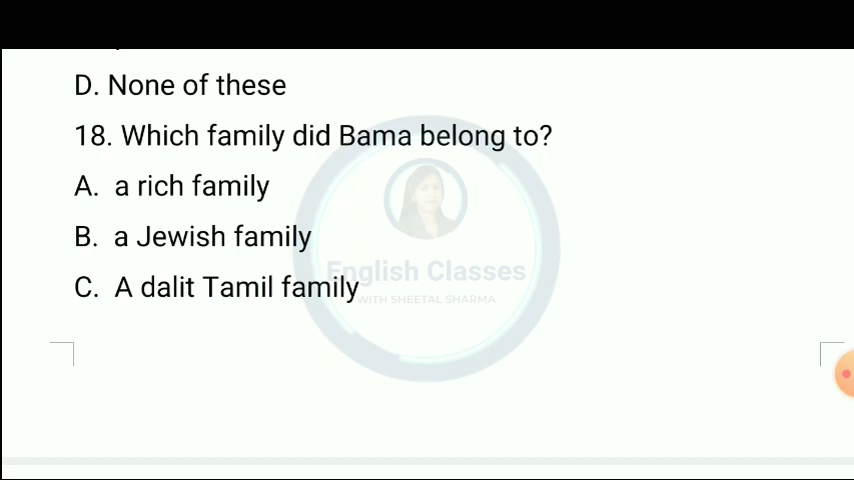 D. None of these
18. Which family did Bama belong to?
A. a rich family
B. a Jewish family
English Classes
C. A dalit Tamil family
WITH SHEETAL SHARMA